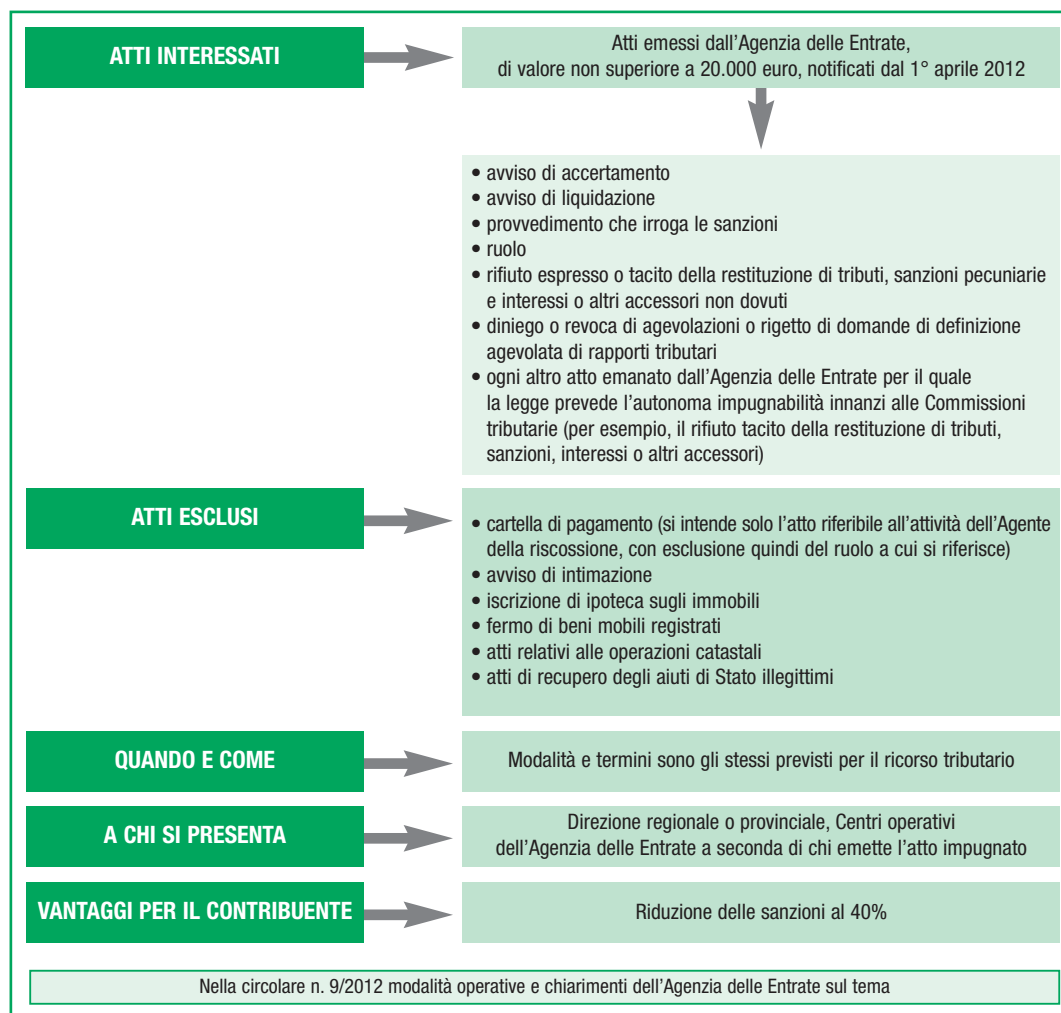 ATTI INTERESSATI
Atti emessi dall'Agenzia delle Entrate,
di valore non superiore a 20.000 euro, notificati dal 1° aprile 2012
• avviso di accertamento
• avviso di liquidazione
• provvedimento che irroga le sanzioni
• ruolo
• rifiuto espresso o tacito della restituzione di tributi, sanzioni pecuniarie
e interessi o altri accessori non dovuti
• diniego o revoca di agevolazioni o rigetto di domande di definizione
agevolata di rapporti tributari
• ogni altro atto emanato dall'Agenzia delle Entrate per il quale
la legge prevede l'autonoma impugnabilità innanzi alle Commissioni
tributarie (per esempio, il rifiuto tacito della restituzione di tributi,
sanzioni, interessi o altri accessori)
ATTI ESCLUSI
• cartella di pagamento (si intende solo l'atto riferibile all'attività dell'Agente
della riscossione, con esclusione quindi del ruolo a cui si riferisce)
• avviso di intimazione
• iscrizione di ipoteca sugli immobili
• fermo di beni mobili registrati
• atti relativi alle operazioni catastali
• atti di recupero degli aiuti di Stato illegittimi
QUANDO E COME
Modalità e termini sono gli stessi previsti per il ricorso tributario
A CHI SI PRESENTA
Direzione regionale o provinciale, Centri operativi
dell'Agenzia delle Entrate a seconda di chi emette l'atto impugnato
VANTAGGI PER IL CONTRIBUENTE
Riduzione delle sanzioni al 40%
Nella circolare n. 9/2012 modalità operative e chiarimenti dell'Agenzia delle Entrate sul tema